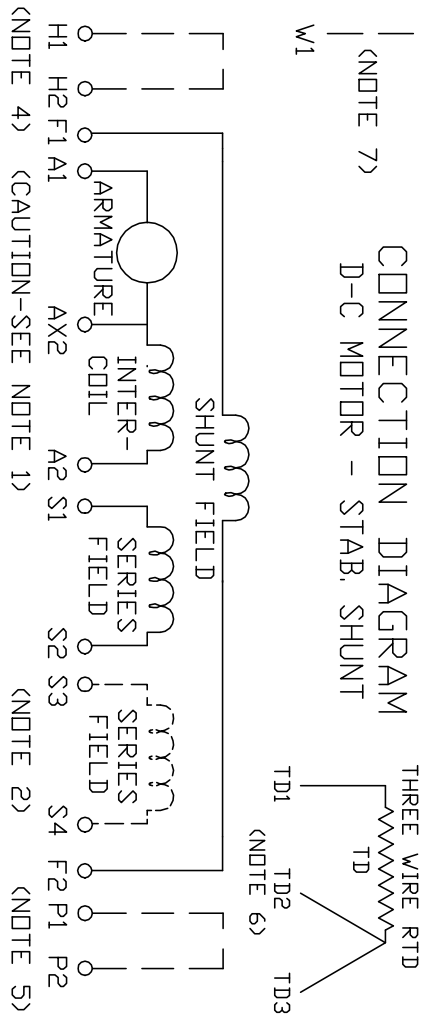 CONNECTION DIAGRAM
D-C MOTOR - STAB. SHUNT
W1
(NOTE 7)
THREE WIRE RTD
TD
TD1
TD2
TD3
(NOTE 6)
SHUNT FIELD
ARMATURE
INTER-
COIL
SERIES
FIELD
SERIES
FIELD
H1
H2
F1
A1
AX2
A2
S1
S2
S3
S4
F2
P1
P2
(NOTE 4)
(CAUTION-SEE NOTE 1)
(NOTE 2)
(NOTE 5)